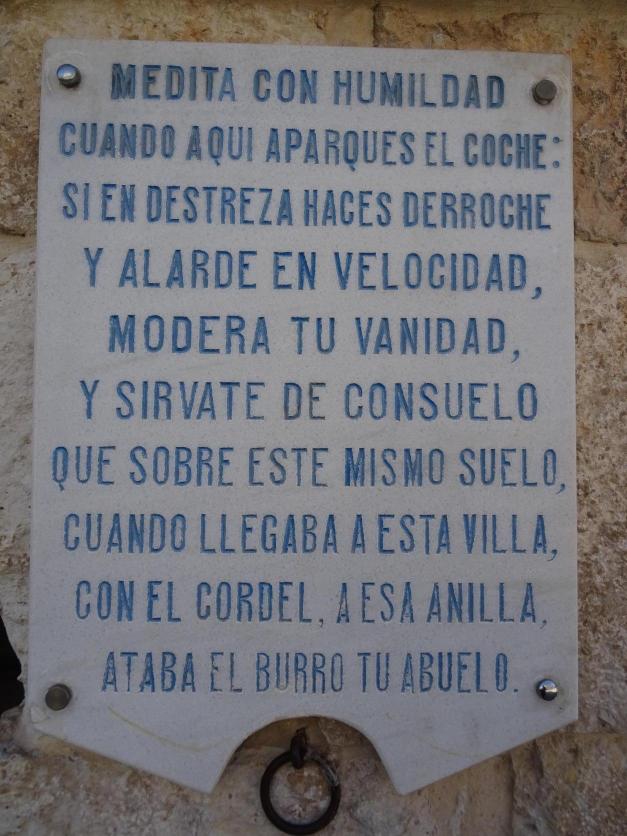 MEDITA CON HUMILDAD
CUANDO AQUI APARQUES EL COCHE:
SI EN DESTREZA HACES DERROCHE
Y ALARDE EN VELOCIDAD,
MODERA TU VANIDAD,
Y SIRVATE DE CONSUELO
QUE SOBRE ESTE MISMO SUELO,
CUANDO LLEGABA A ESTA VILLA,
CON EL CORDEL, A ESA ANILLA,
ATABA EL BURRO TU ABUELO.